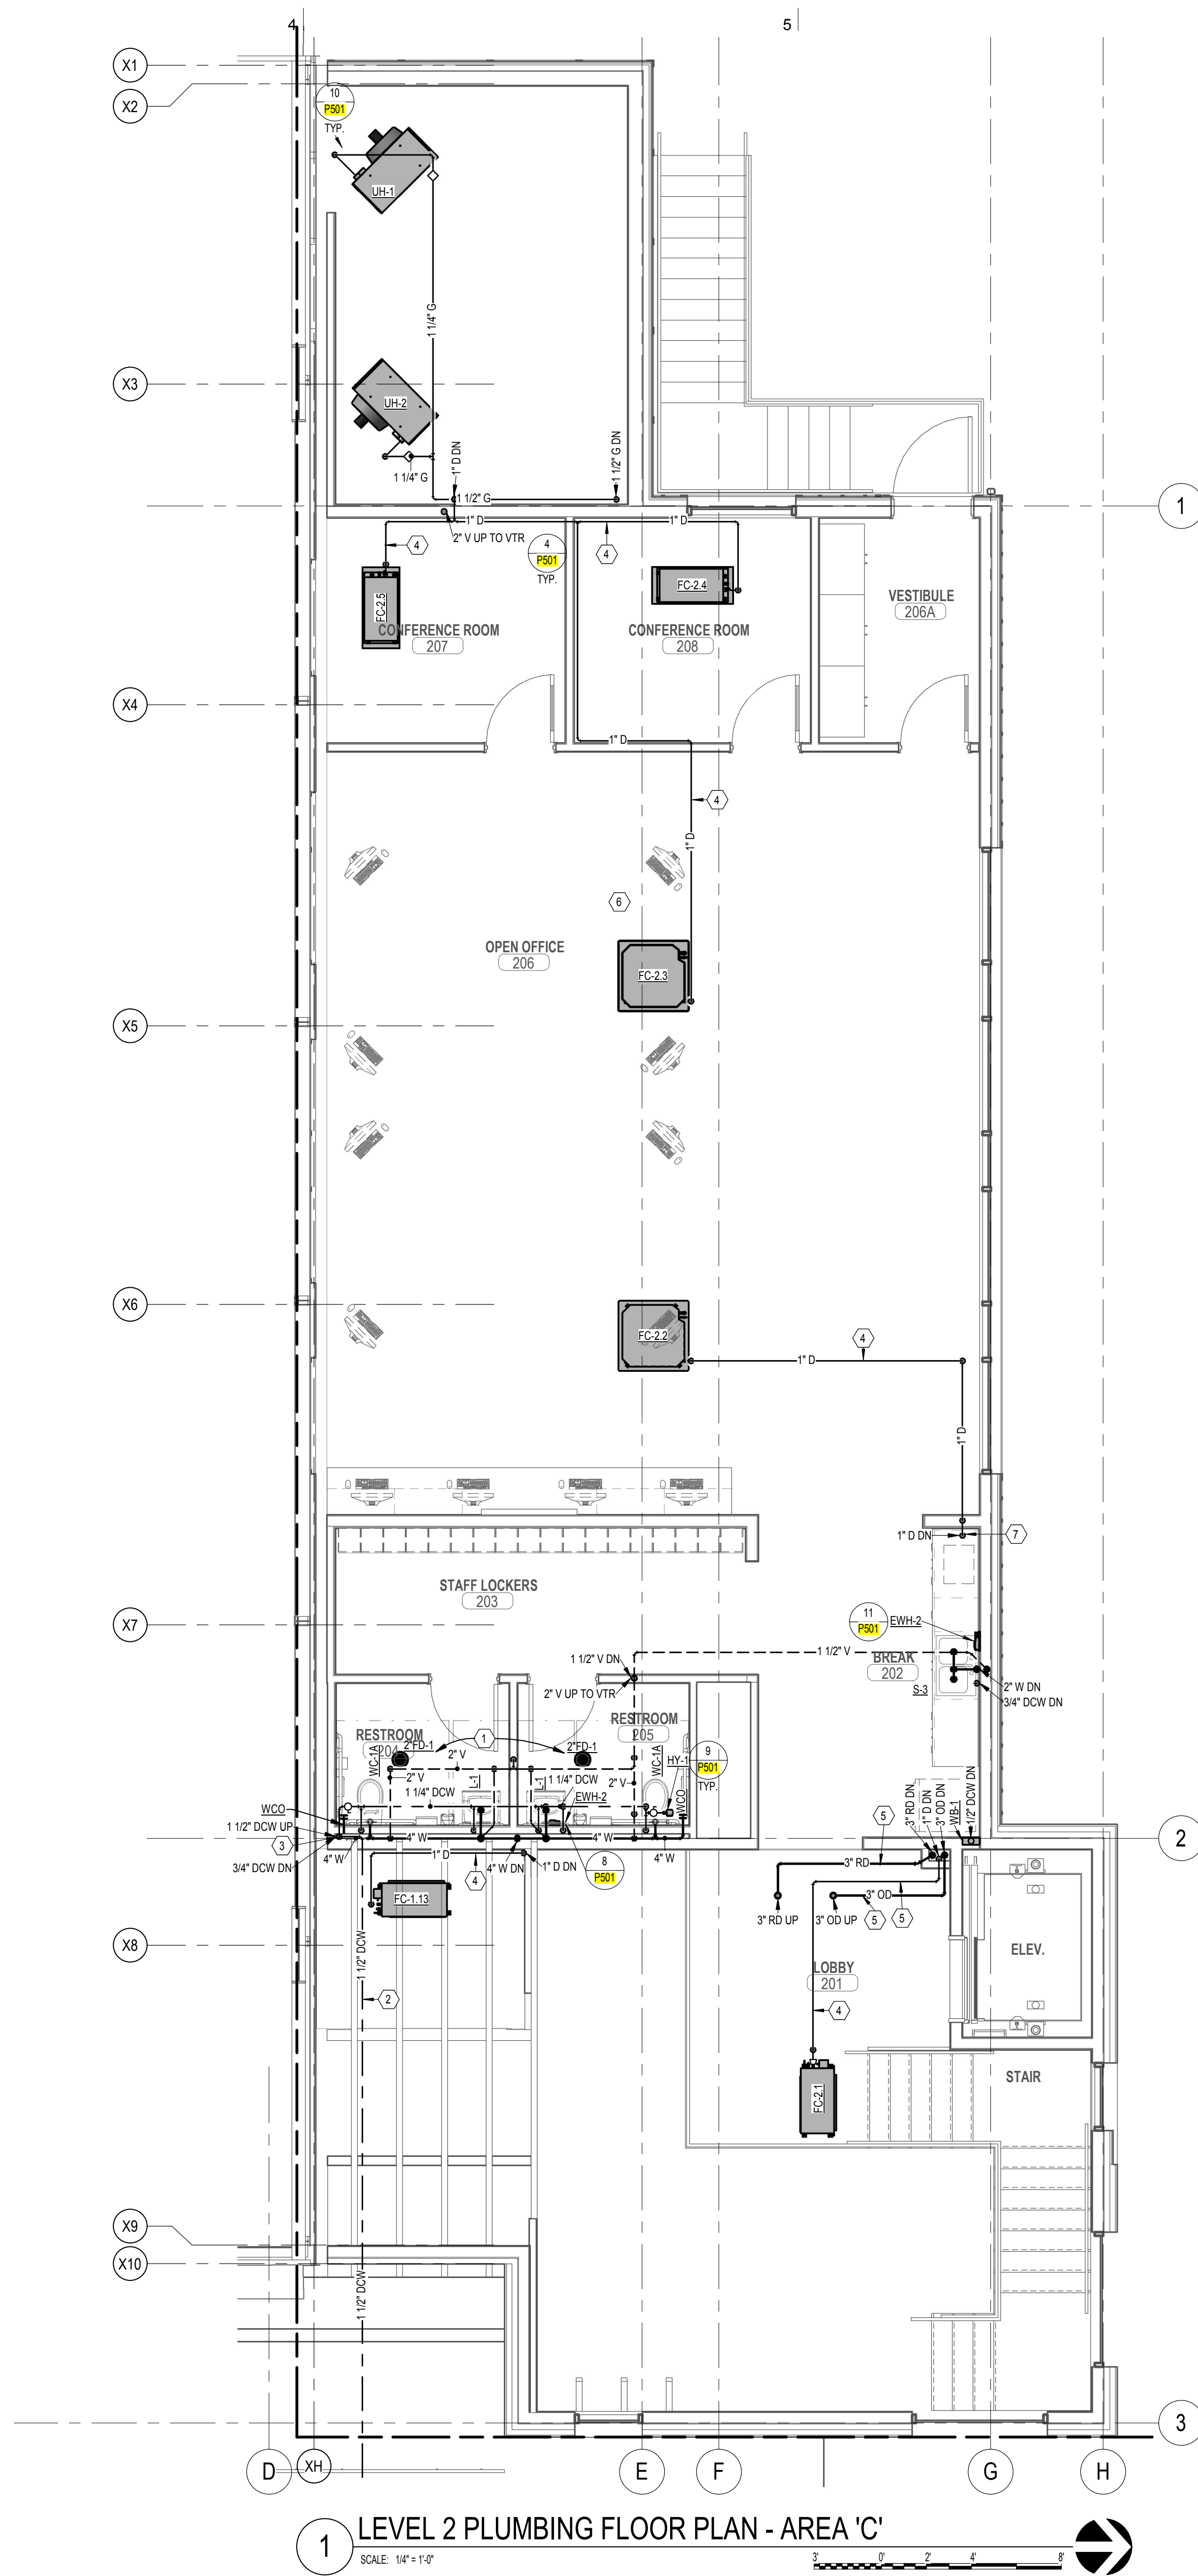 4
5
X1
X2
10
P501
TYP.
UH-1
1 1/4" G
X3
UH-2
1 1/4" G
1" D DN
1 1/2" G DN
1 1/2" G
1
1" D
1" D
2" V UP TO VTR
4
4
P501
TYP.
4
FC-2.5
FC-2.4
CONFERENCE ROOM
207
CONFERENCE ROOM
208
VESTIBULE
206A
X4
1" D
4
1" D
6
OPEN OFFICE
206
FC-2.3
X5
X6
FC-2.2
4
1" D
1" D
1" D DN
7
STAFF LOCKERS
203
X7
11
P501
EWH-2
1 1/2" V
1 1/2" V DN
BREAK
202
2" V UP TO VTR
2" W DN
S-3
3/4" DCW DN
RESTROOM
204
RESTROOM
205
1
2"FD-1
2"FD-1
WC-1A
WC-1A
2" V
2" V
2" V
L-1
L-1
HY-1
9
P501
TYP.
1 1/4" DCW
1 1/4" DCW
EWH-2
WCO
WCO
1 1/2" DCW UP
3
3/4" DCW DN
4" W
4" W
4" W
4" W
4" W DN
1" D
4
1" D DN
8
P501
3" RD DN
1" D DN
3" OD DN
WB-1
1/2" DCW DN
2
5
3" RD
3" OD
3" RD UP
3" OD UP
5
5
FC-1.13
1 1/2" DCW
X8
LOBBY
201
ELEV.
2
4
FC-2.1
STAIR
X9
X10
1 1/2" DCW
3
D
XH
E
F
G
H
1
LEVEL 2 PLUMBING FLOOR PLAN - AREA 'C'
SCALE: 1/4" = 1'-0"
3'
0'
2'
4'
8'